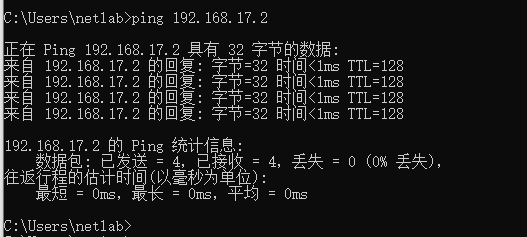 C:\Users\netlab>ping 192.168.17.2
正在 Ping 192.168.17.2 具有 32 字节的数据:
来自 192.168.17.2 的回复: 字节=32 时间<1ms TTL=128
来自 192.168.17.2 的回复: 字节=32 时间<1ms TTL=128
来自 192.168.17.2 的回复: 字节=32 时间<1ms TTL=128
来自 192.168.17.2 的回复: 字节=32 时间<1ms TTL=128
192.168.17.2 的 Ping 统计信息:
数据包: 已发送 = 4, 已接收 = 4, 丢失 = 0 (0% 丢失),
往返行程的估计时间(以毫秒为单位):
最短 = 0ms, 最长 = 0ms, 平均 = 0ms
C:\Users\netlab>